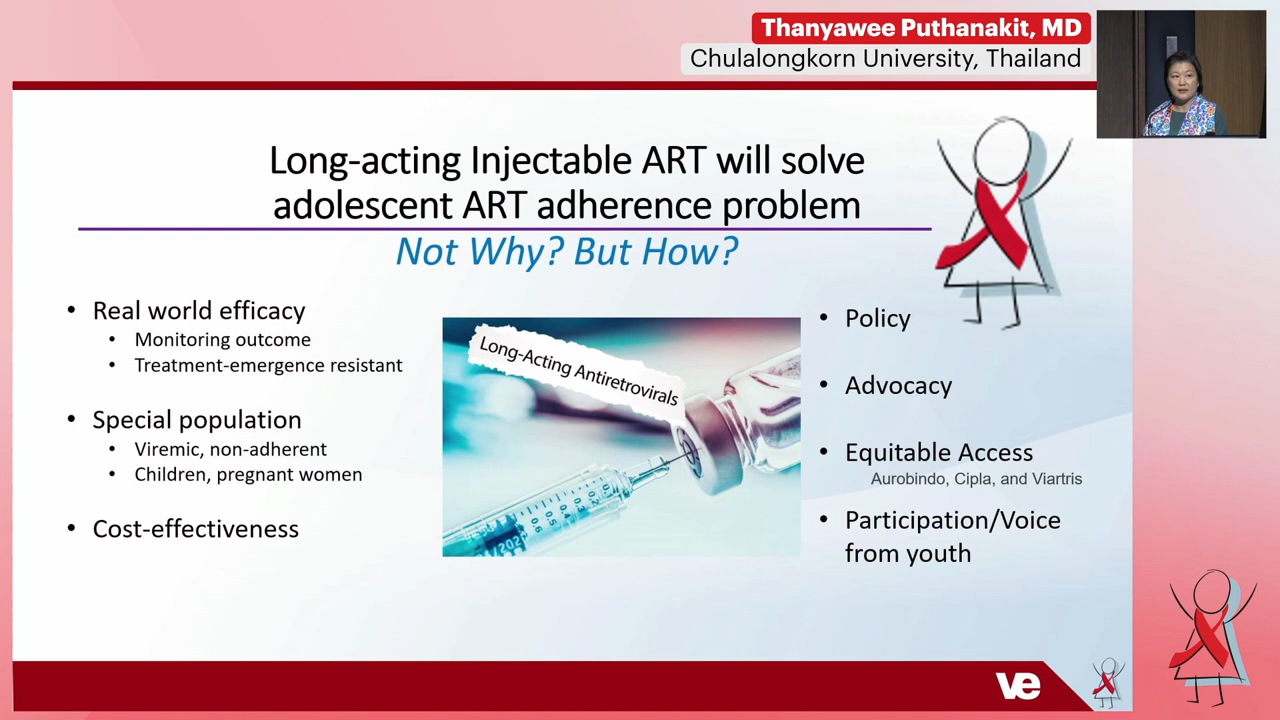 Thanyawee Puthanakit, MD
Chulalongkorn University, Thailand
Long-acting Injectable ART will solve
adolescent ART adherence problem
Not Why? But How?
• Real world efficacy
• Monitoring outcome
• Treatment-emergence resistant
• Special population
• Viremic, non-adherent
• Children, pregnant women
• Cost-effectiveness
Long-Acting Antiretrovirals
• Policy
• Advocacy
• Equitable Access
Aurobindo, Cipla, and Viartris
• Participation/Voice
from youth
ve